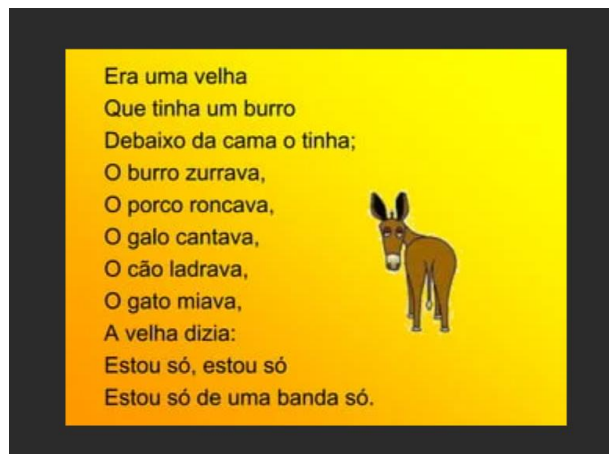 Era uma velha
Que tinha um burro
Debaixo da cama o tinha;
O burro zurrava,
O porco roncava,
O galo cantava,
O cão ladrava,
O gato miava,
A velha dizia:
Estou só, estou só
Estou só de uma banda só.